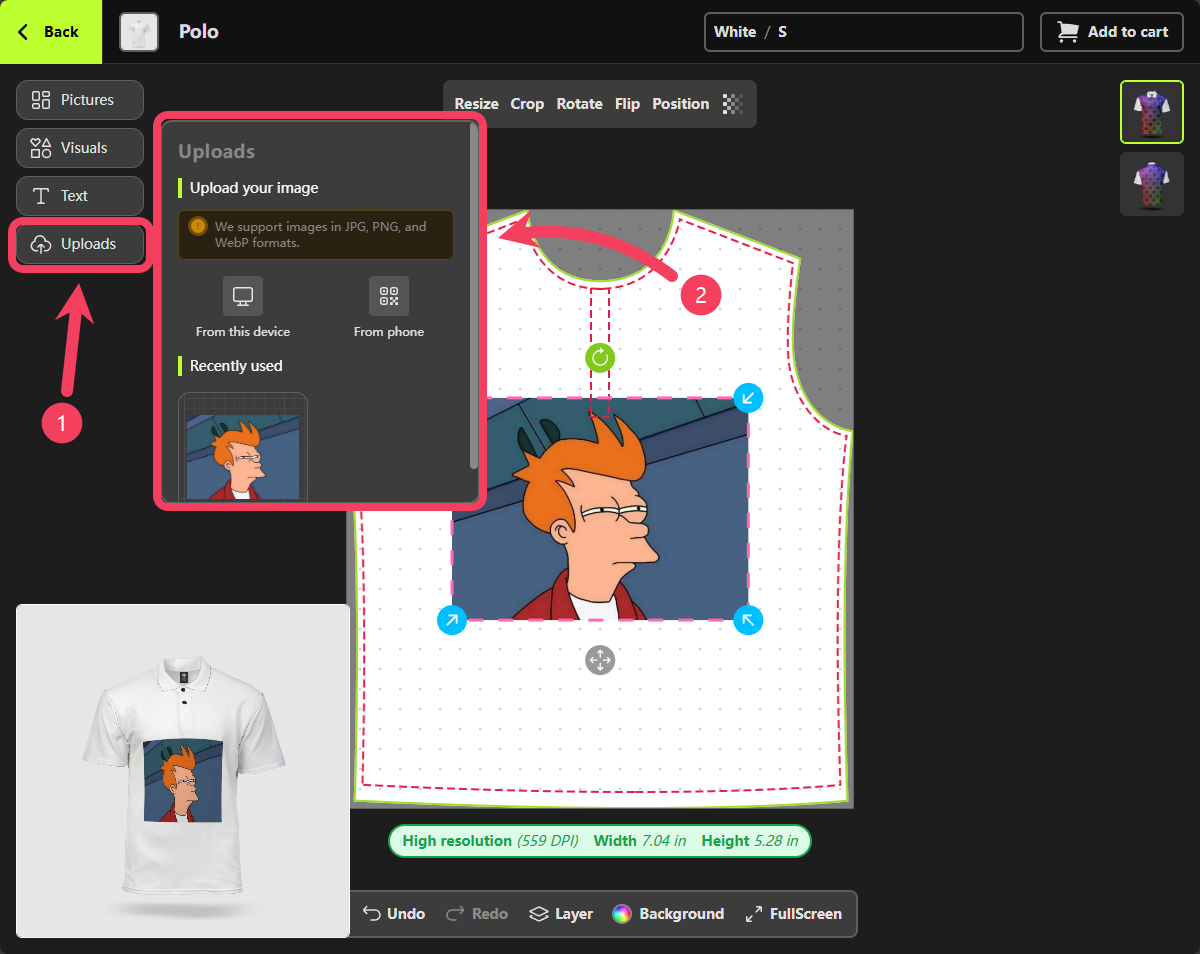 Back
Polo
White / S
Add to cart
Pictures
Visuals
Text
Uploads
Resize Crop Rotate Flip Position
Uploads
Upload your image
We support images in JPG, PNG, and
WebP formats.
From this device
From phone
Recently used
1
2
High resolution (559 DPI) Width 7.04 in Height 5.28 in
Undo Redo Layer Background FullScreen